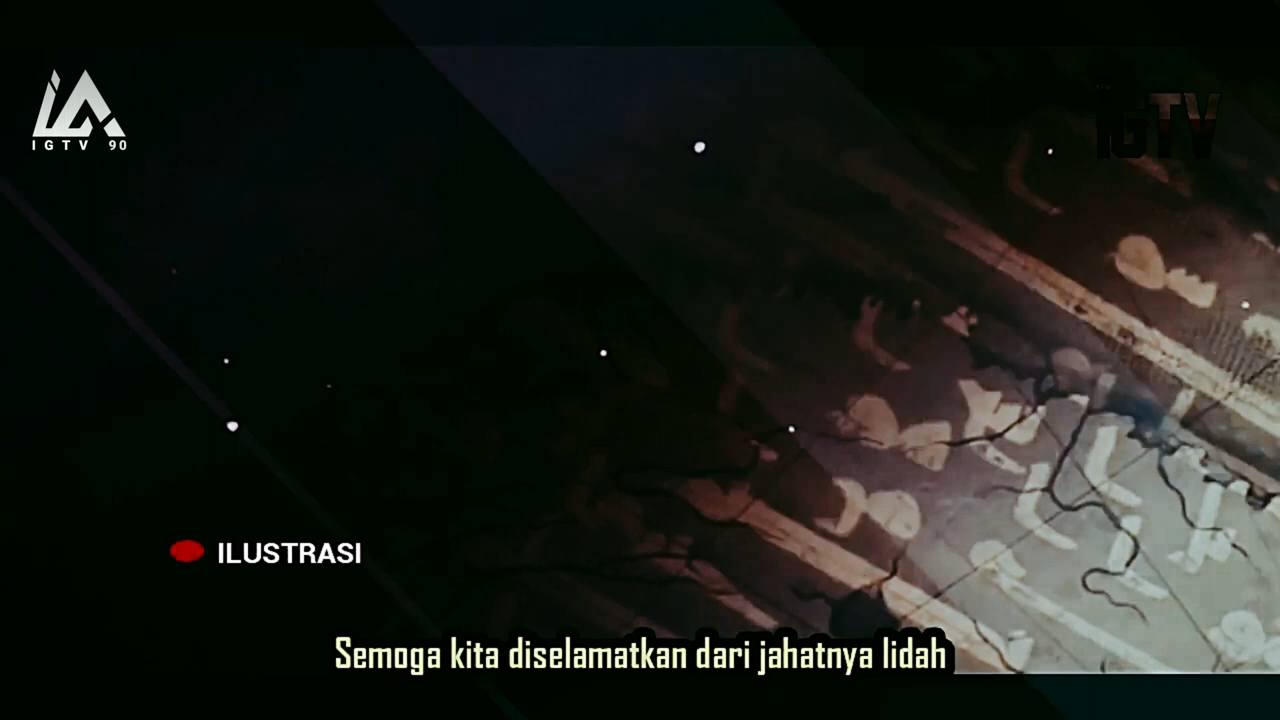 IGTV 90
IGTV
ILUSTRASI
Semoga kita diselamatkan dari jahatnya lidah